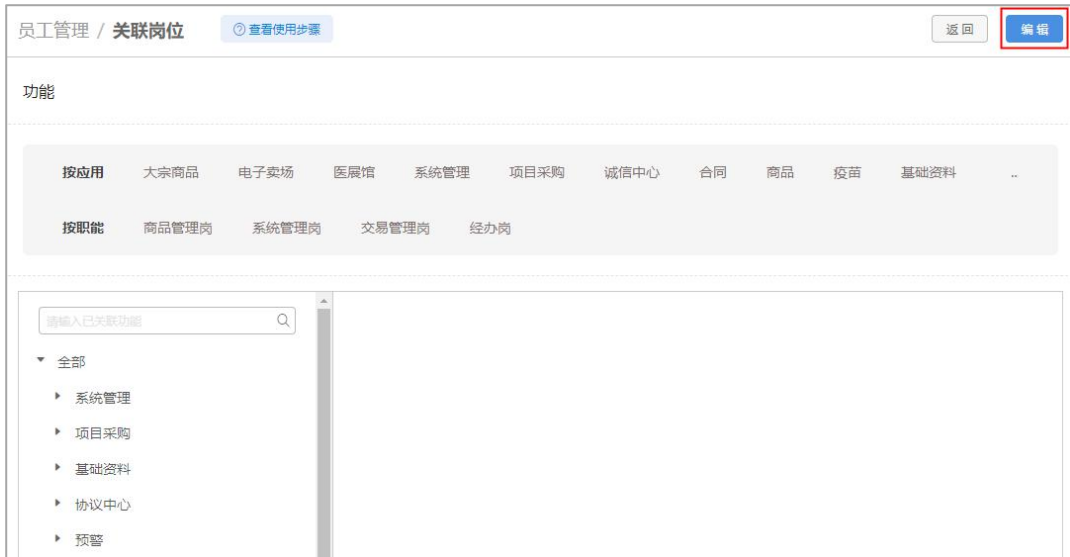 员工管理 / 关联岗位 查看使用步骤 返回 编辑
功能
按应用 大宗商品 电子卖场 医展馆 系统管理 项目采购 诚信中心 合同 商品 疫苗 基础资料 ..
按职能 商品管理岗 系统管理岗 交易管理岗 经办岗
请输入已关联功能
全部
系统管理
项目采购
基础资料
协议中心
预警